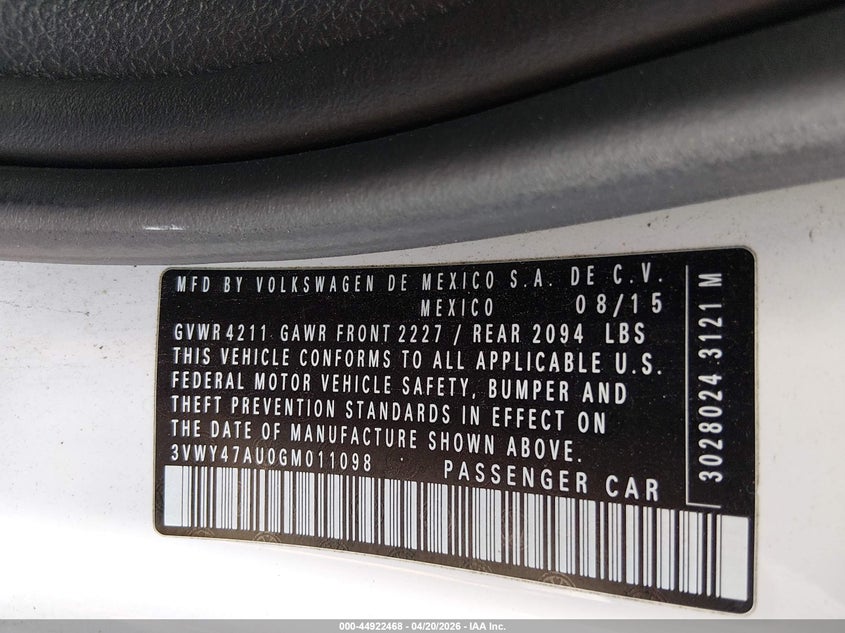 MFD BY VOLKSWAGEN DE MEXICO S.A. DE C.V.
MEXICO 08/15
GVWR 4211 GAWR FRONT 2227 / REAR 2094 LBS
THIS VEHICLE CONFORMS TO ALL APPLICABLE U.S.
FEDERAL MOTOR VEHICLE SAFETY, BUMPER AND
THEFT PREVENTION STANDARDS IN EFFECT ON
THE DATE OF MANUFACTURE SHOWN ABOVE.
3VWY47AU0GM011098 PASSENGER CAR
3028024 3121 M
000-44922468 - 04/20/2026 - IAA Inc.